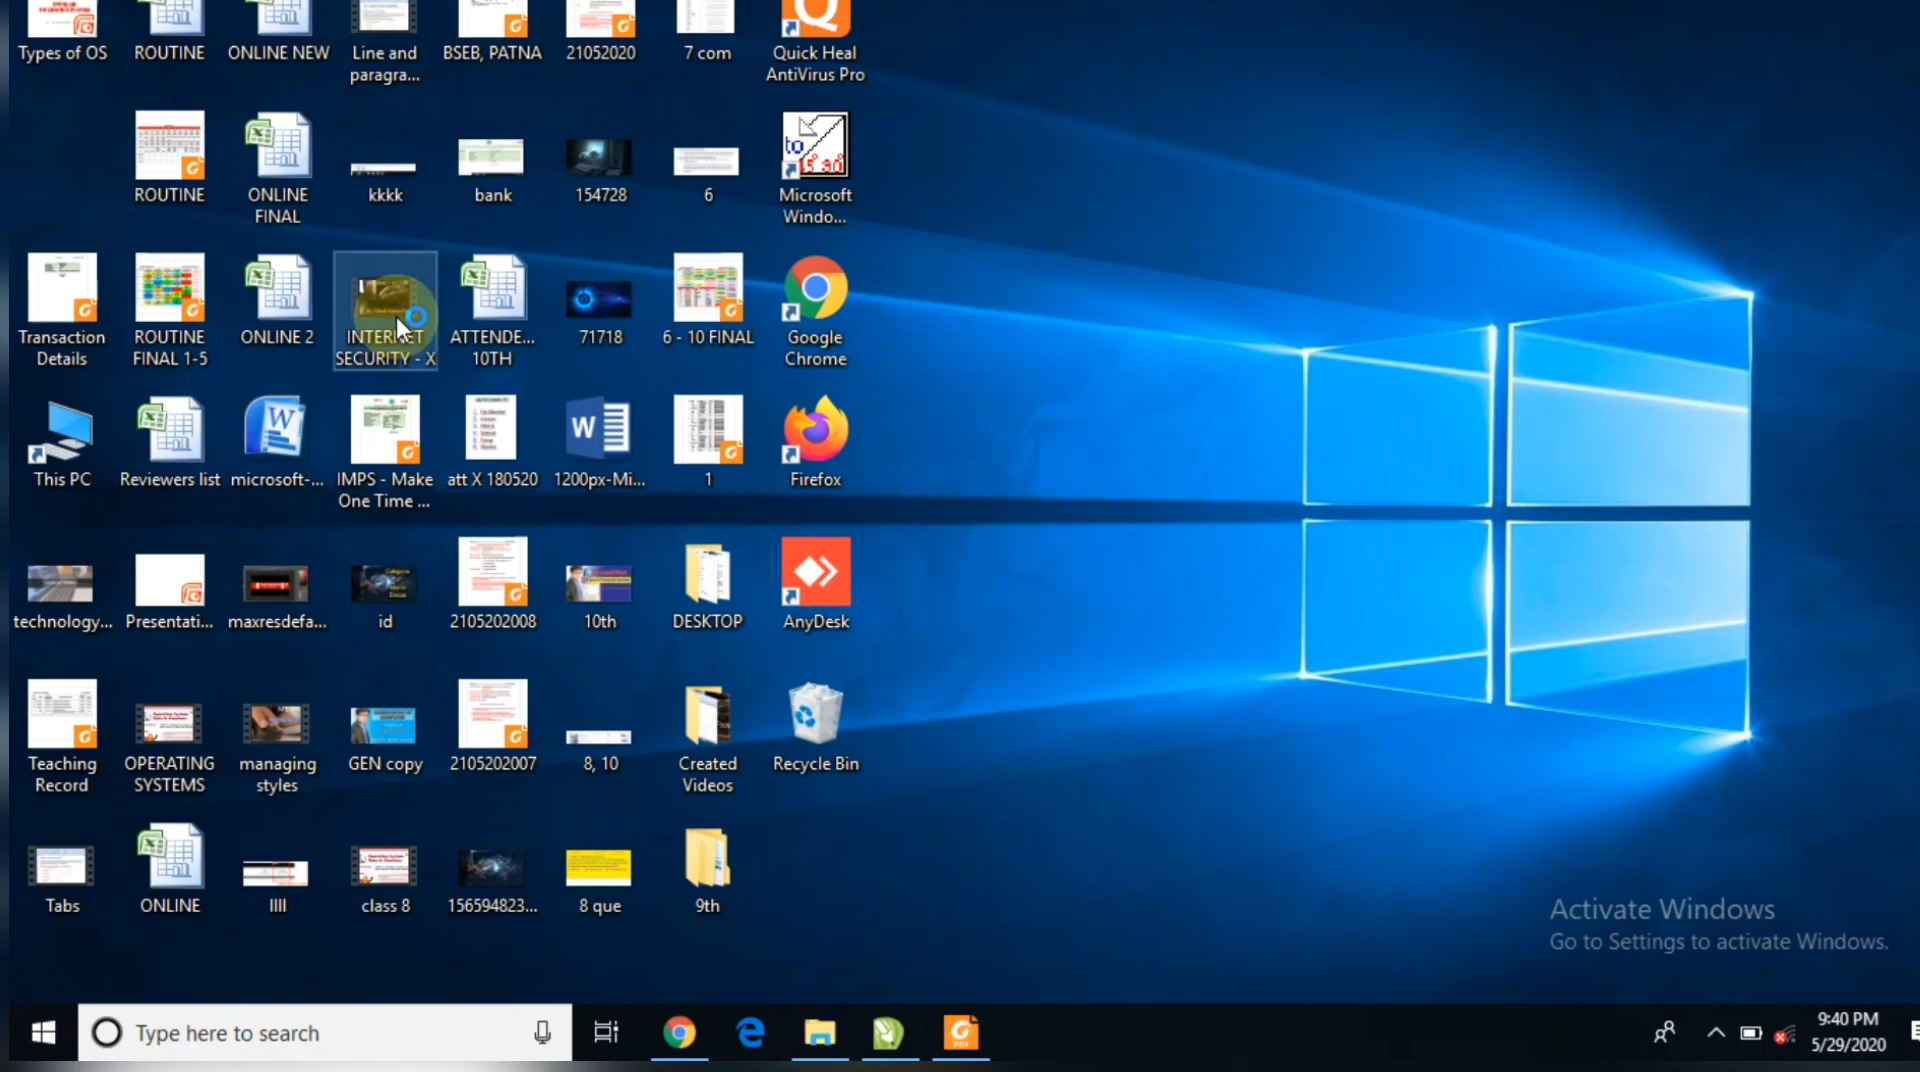 Types of OS
ROUTINE
ONLINE NEW
Line and
paragra...
BSEB, PATNA
21052020
7 com
Quick Heal
AntiVirus Pro
ROUTINE
ONLINE
FINAL
kkkk
bank
154728
6
to
Microsoft
Windo...
Transaction
Details
ROUTINE
FINAL 1-5
ONLINE 2
INTERNET
SECURITY - X
ATTENDE...
10TH
71718
6 - 10 FINAL
Google
Chrome
This PC
Reviewers list
microsoft-...
IMPS - Make
One Time ...
att X 180520
1200px-Mi...
1
Firefox
technology...
Presentati...
maxresdefa...
id
2105202008
10th
DESKTOP
AnyDesk
Teaching
Record
OPERATING
SYSTEMS
managing
styles
GEN copy
2105202007
8, 10
Created
Videos
Recycle Bin
Tabs
ONLINE
llll
class 8
156594823...
8 que
9th
Activate Windows
Go to Settings to activate Windows.
Type here to search
PDF
9:40 PM
5/29/2020